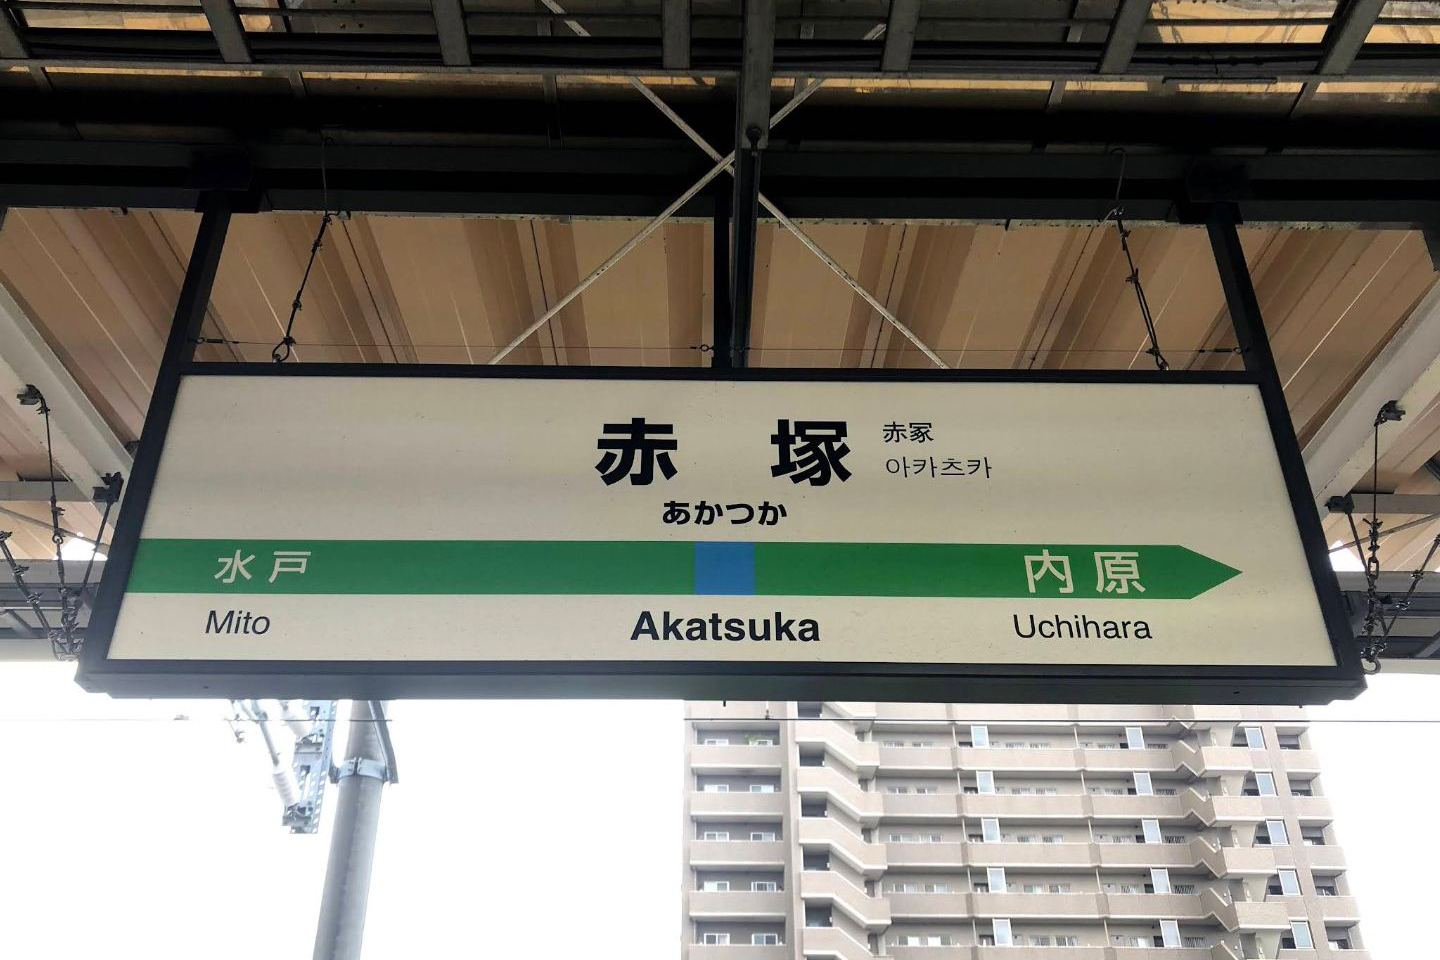 赤塚
赤冢
아카츠카
あかつか
水戸
内原
Mito
Akatsuka
Uchihara